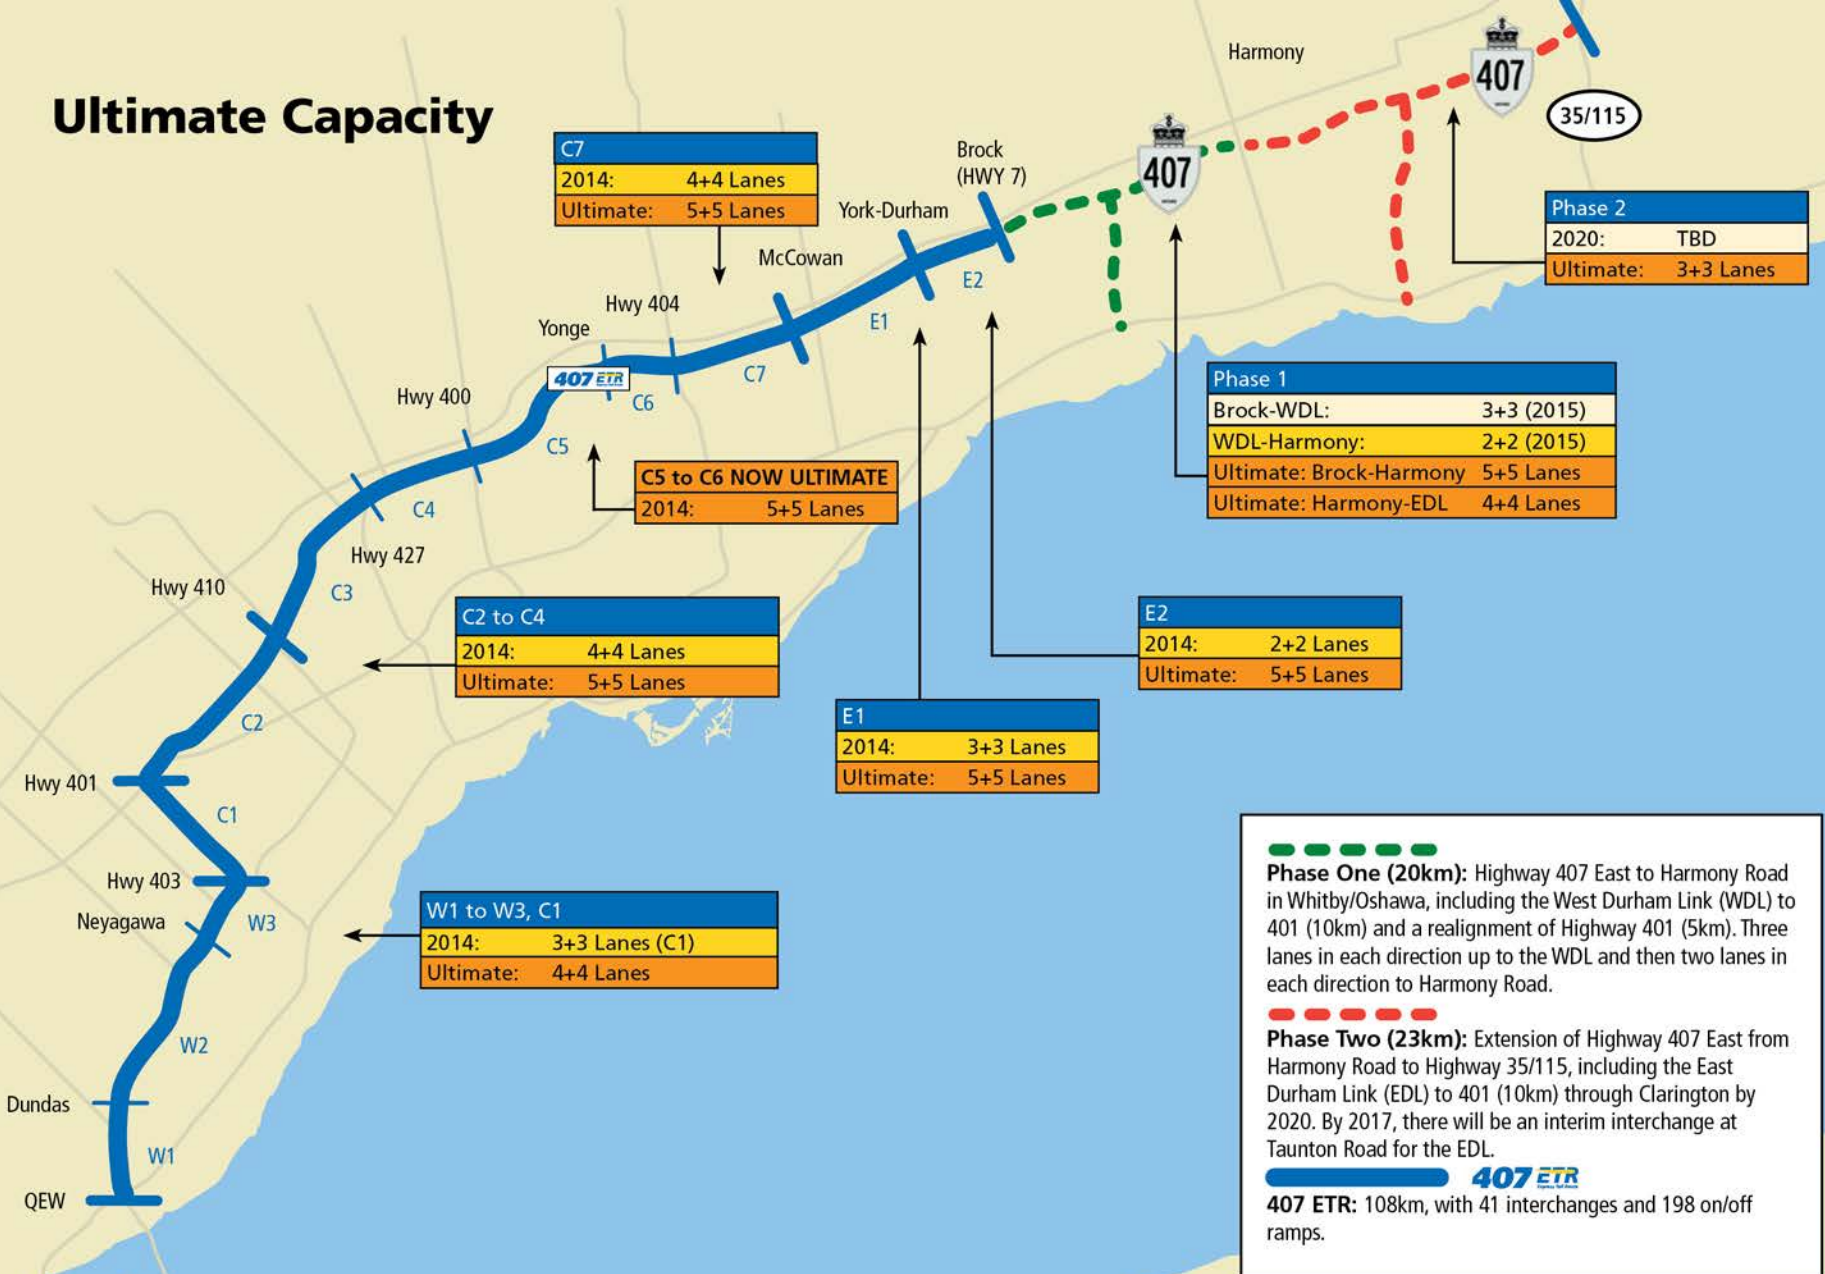 Ultimate Capacity
Harmony
407
35/115
407
Brock
(HWY 7)
York-Durham
McCowan
Hwy 404
Yonge
407 ETR
Hwy 400
Hwy 427
Hwy 410
Hwy 401
Hwy 403
Neyagawa
Dundas
QEW
E2
E1
C7
C6
C5
C4
C3
C2
C1
W3
W2
W1
C7
2014: 4+4 Lanes
Ultimate: 5+5 Lanes
Phase 2
2020: TBD
Ultimate: 3+3 Lanes
Phase 1
Brock-WDL: 3+3 (2015)
WDL-Harmony: 2+2 (2015)
Ultimate: Brock-Harmony 5+5 Lanes
Ultimate: Harmony-EDL 4+4 Lanes
C5 to C6 NOW ULTIMATE
2014: 5+5 Lanes
C2 to C4
2014: 4+4 Lanes
Ultimate: 5+5 Lanes
E2
2014: 2+2 Lanes
Ultimate: 5+5 Lanes
E1
2014: 3+3 Lanes
Ultimate: 5+5 Lanes
W1 to W3, C1
2014: 3+3 Lanes (C1)
Ultimate: 4+4 Lanes
Phase One (20km): Highway 407 East to Harmony Road
in Whitby/Oshawa, including the West Durham Link (WDL) to
401 (10km) and a realignment of Highway 401 (5km). Three
lanes in each direction up to the WDL and then two lanes in
each direction to Harmony Road.
Phase Two (23km): Extension of Highway 407 East from
Harmony Road to Highway 35/115, including the East
Durham Link (EDL) to 401 (10km) through Clarington by
2020. By 2017, there will be an interim interchange at
Taunton Road for the EDL.
407 ETR
407 ETR: 108km, with 41 interchanges and 198 on/off
ramps.